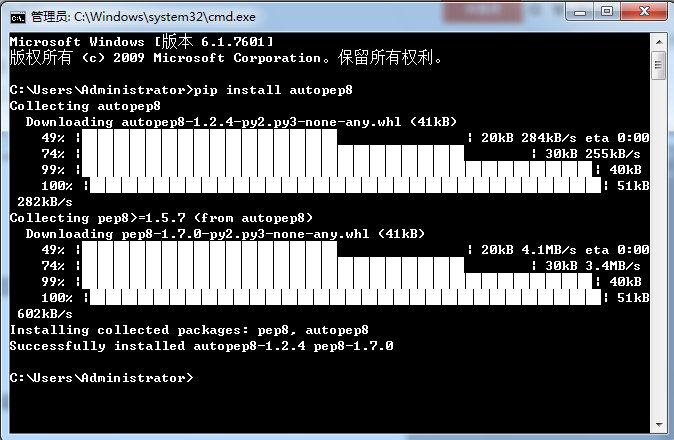 管理员: C:\Windows\system32\cmd.exe
Microsoft Windows [版本 6.1.7601]
版权所有 (c) 2009 Microsoft Corporation。保留所有权利。
C:\Users\Administrator>pip install autopep8
Collecting autopep8
Downloading autopep8-1.2.4-py2.py3-none-any.whl (41kB)
49% | | 20kB 284kB/s eta 0:00
74% | | 30kB 255kB/s
99% | | 40kB
100% | | 51kB
282kB/s
Collecting pep8>=1.5.7 (from autopep8)
Downloading pep8-1.7.0-py2.py3-none-any.whl (41kB)
49% | | 20kB 4.1MB/s eta 0:00
74% | | 30kB 3.4MB/s
99% | | 40kB
100% | | 51kB
602kB/s
Installing collected packages: pep8, autopep8
Successfully installed autopep8-1.2.4 pep8-1.7.0
C:\Users\Administrator>